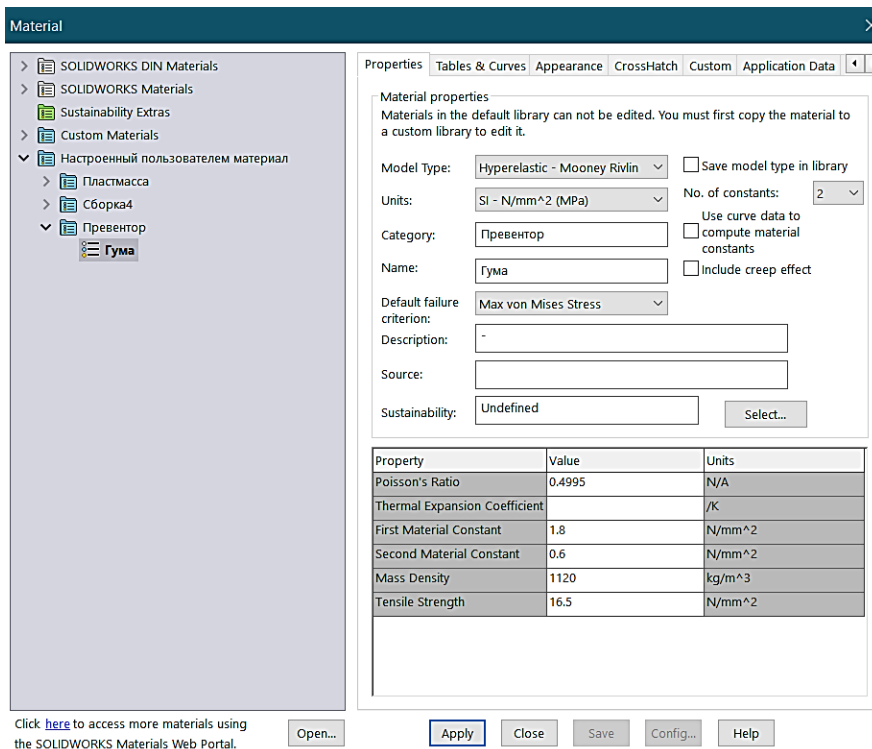 Material
SOLIDWORKS DIN Materials
SOLIDWORKS Materials
Sustainability Extras
Custom Materials
Настроенный пользователем материал
Пластмасса
Сборка4
Превентор
Гума
Click here to access more materials using
the SOLIDWORKS Materials Web Portal.
Open...
Properties Tables & Curves Appearance CrossHatch Custom Application Data
Material properties
Materials in the default library can not be edited. You must first copy the material to
a custom library to edit it.
Model Type: Hyperelastic - Mooney Rivlin Save model type in library
Units: SI - N/mm^2 (MPa) No. of constants: 2
Category: Превентор Use curve data to
compute material
constants
Name: Гума Include creep effect
Default failure
criterion: Max von Mises Stress
Description: -
Source:
Sustainability: Undefined Select...
Property Value Units
Poisson's Ratio 0.4995 N/A
Thermal Expansion Coefficient /K
First Material Constant 1.8 N/mm^2
Second Material Constant 0.6 N/mm^2
Mass Density 1120 kg/m^3
Tensile Strength 16.5 N/mm^2
Apply Close Save Config... Help